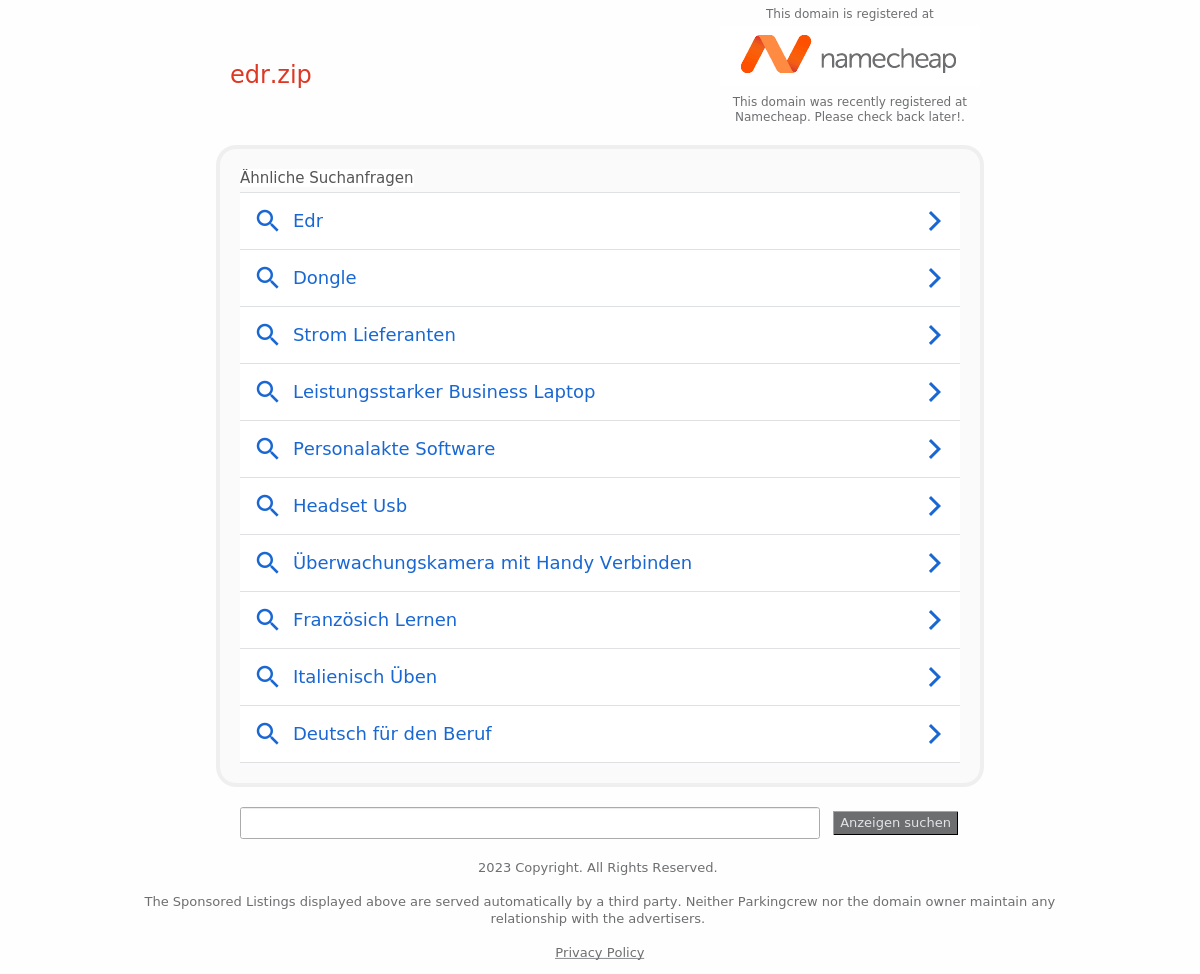 This domain is registered at
namecheap
edr.zip
This domain was recently registered at
Namecheap. Please check back later!.
Ähnliche Suchanfragen
Edr
Dongle
Strom Lieferanten
Leistungsstarker Business Laptop
Personalakte Software
Headset Usb
Überwachungskamera mit Handy Verbinden
Französich Lernen
Italienisch Üben
Deutsch für den Beruf
Anzeigen suchen
2023 Copyright. All Rights Reserved.
The Sponsored Listings displayed above are served automatically by a third party. Neither Parkingcrew nor the domain owner maintain any
relationship with the advertisers.
Privacy Policy